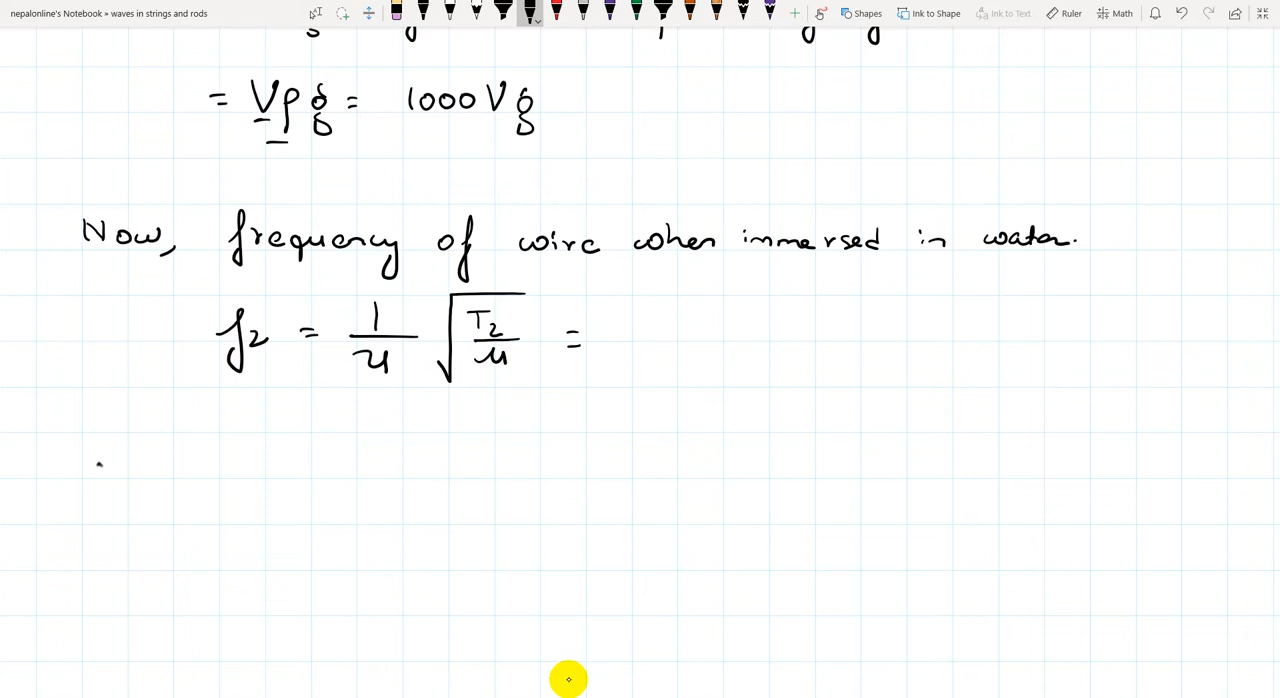 nepalonline's Notebook » waves in strings and rods
Shapes Ink to Shape Ink to Text Ruler Math
= Vρg = 1000 Vg
Now, frequency of wire when immersed in water.
f2 = 1/2l √(T2/μ) =